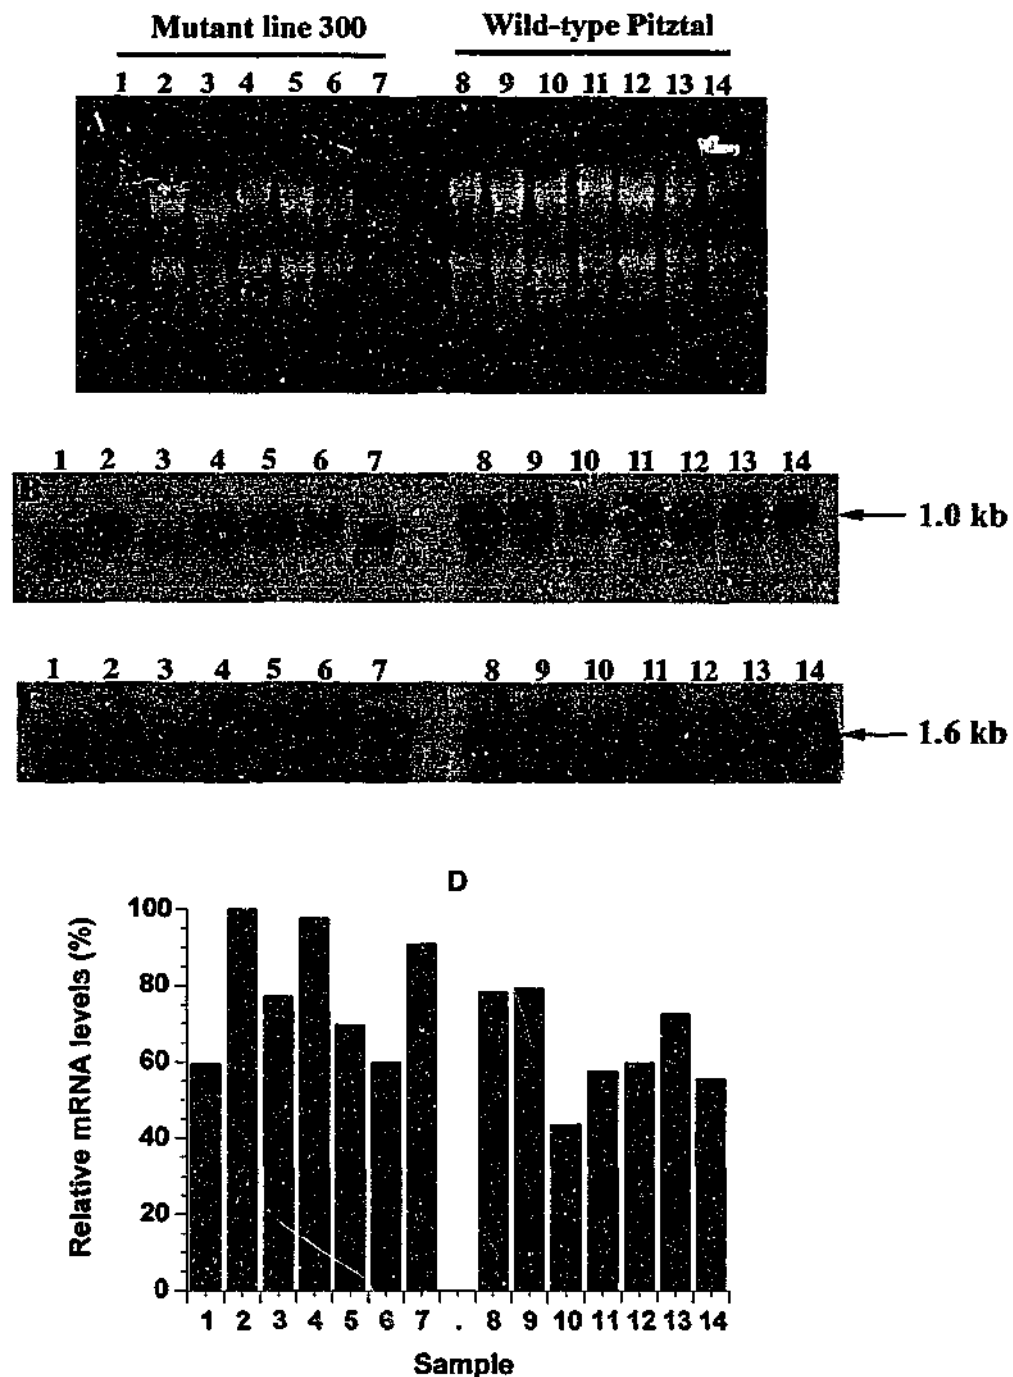 Mutant line 300 Wild-type Pitztal
1 2 3 4 5 6 7 8 9 10 11 12 13 14
A
1 2 3 4 5 6 7 8 9 10 11 12 13 14
B
1.0 kb
1 2 3 4 5 6 7 8 9 10 11 12 13 14
1.6 kb
D
Relative mRNA levels (%)
100
80
60
40
20
0
1 2 3 4 5 6 7 . 8 9 10 11 12 13 14
Sample